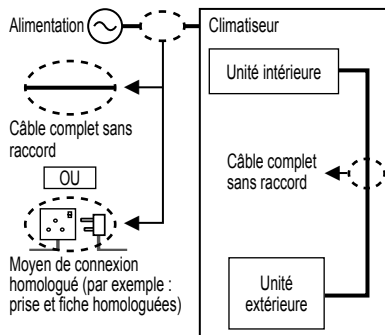 Alimentation
Climatiseur
Unité intérieure
Câble complet sans
raccord
OU
Moyen de connexion
homologué (par exemple :
prise et fiche homologuées)
Câble complet
sans raccord
Unité
extérieure